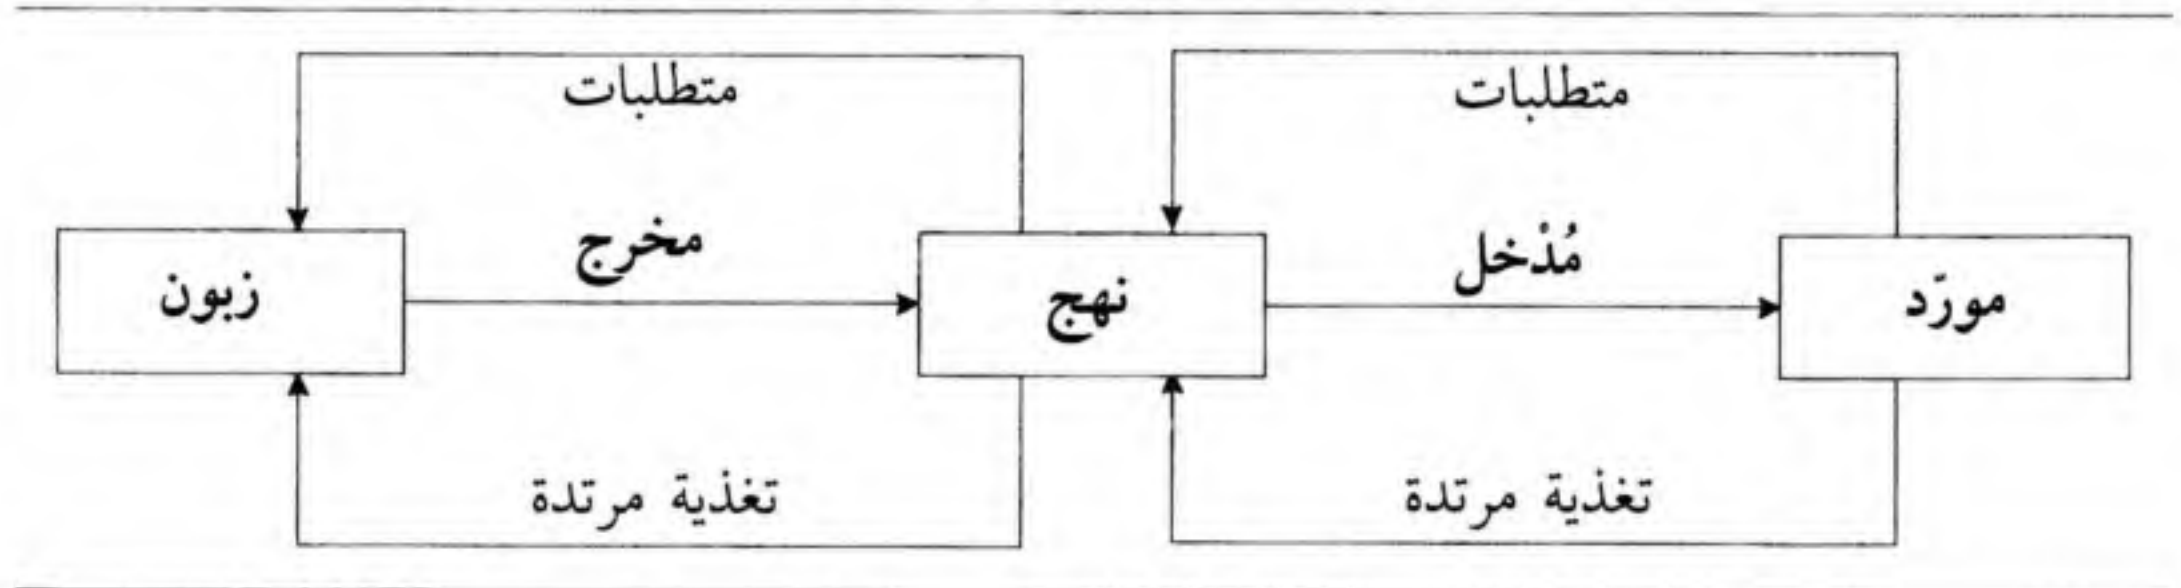 متطلبات
متطلبات
مُدْخل
مخرج
مورّد
نهج
زبون
تغذية مرتدة
تغذية مرتدة